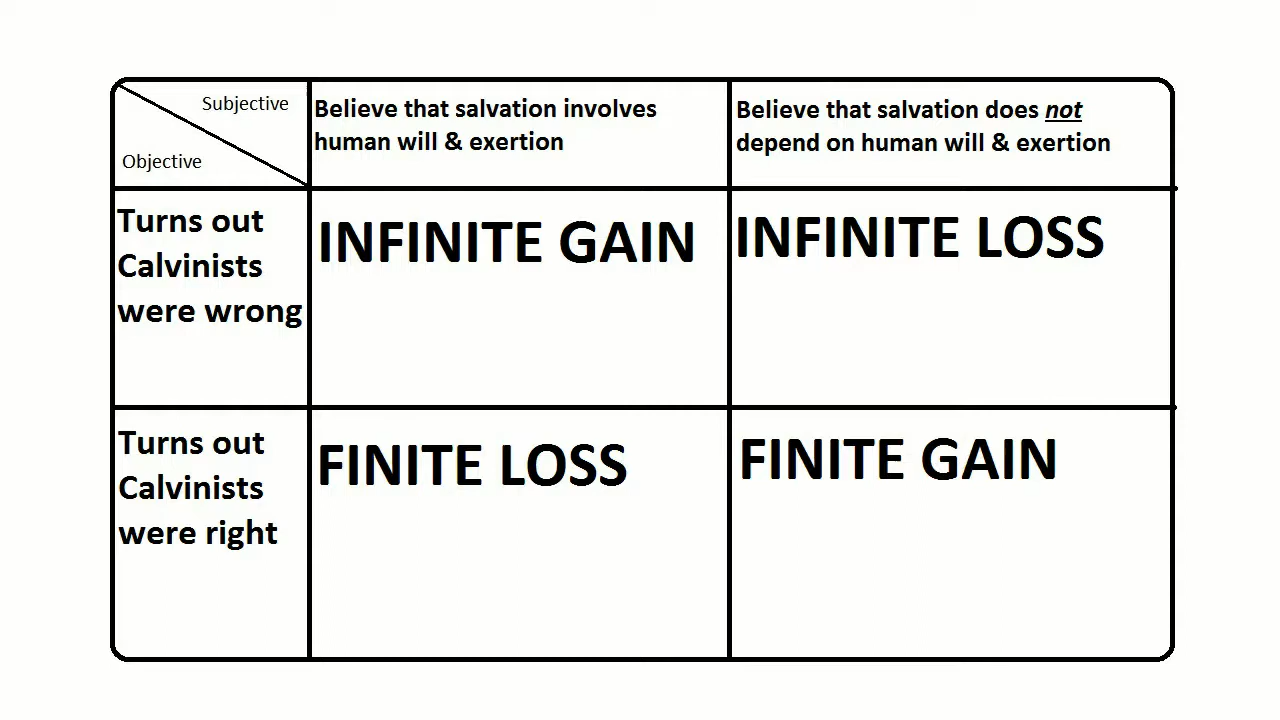 Subjective
Objective
Believe that salvation involves
human will & exertion
Believe that salvation does not
depend on human will & exertion
Turns out
Calvinists
were wrong
INFINITE GAIN
INFINITE LOSS
Turns out
Calvinists
were right
FINITE LOSS
FINITE GAIN